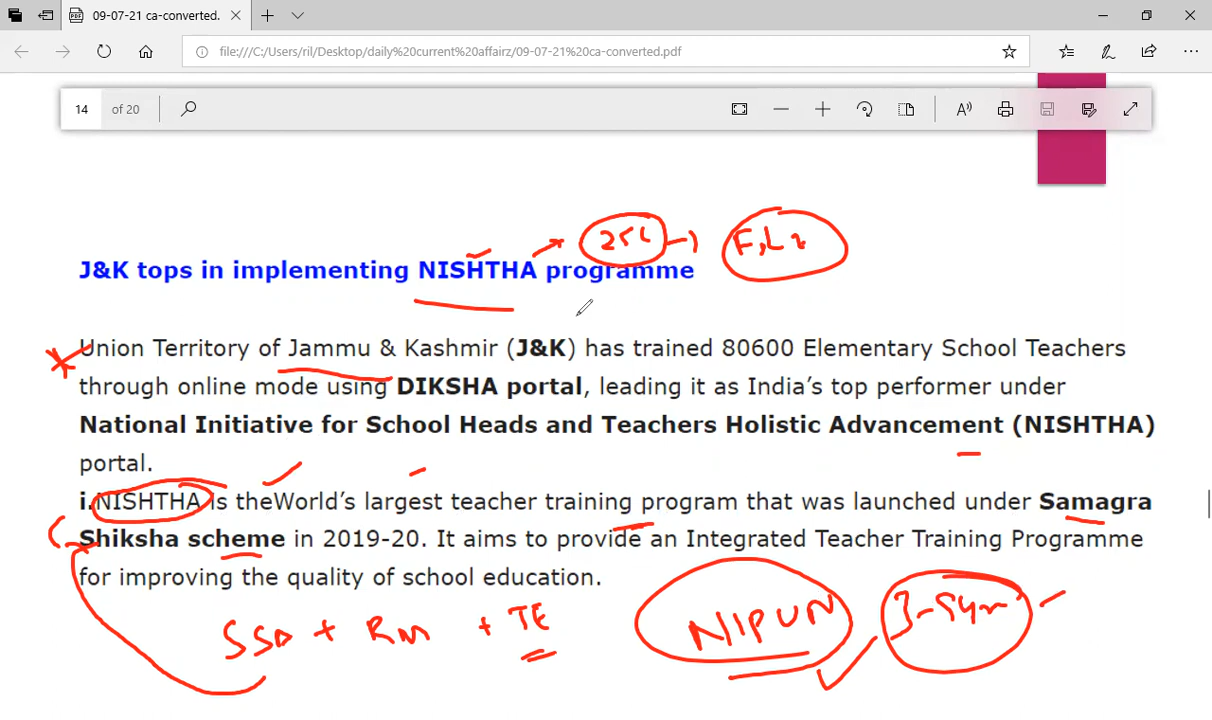 09-07-21 ca-converted.
file:///C:/Users/ril/Desktop/daily%20current%20affairz/09-07-21%20ca-converted.pdf
14 of 20
25L F, L
J&K tops in implementing NISHTHA programme
Union Territory of Jammu & Kashmir (J&K) has trained 80600 Elementary School Teachers
through online mode using DIKSHA portal, leading it as India's top performer under
National Initiative for School Heads and Teachers Holistic Advancement (NISHTHA)
portal.
i.NISHTHA is theWorld's largest teacher training program that was launched under Samagra
Shiksha scheme in 2019-20. It aims to provide an Integrated Teacher Training Programme
for improving the quality of school education.
SSA + RM + TE NIPUN 3-9yr